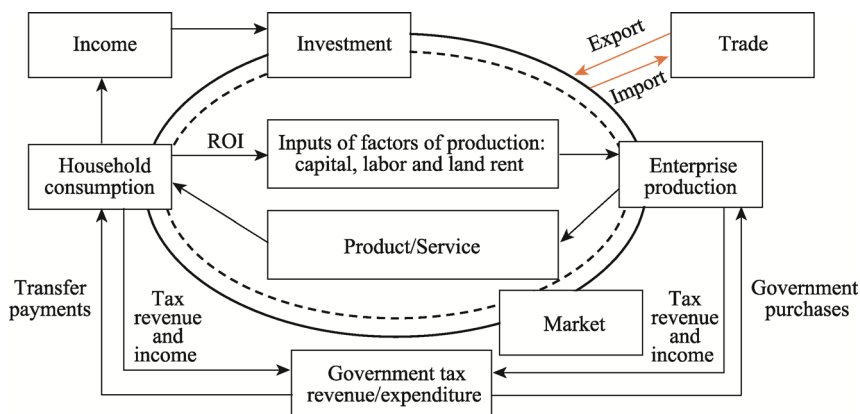 Income
Investment
Export
Import
Trade
Household
consumption
ROI
Inputs of factors of production:
capital, labor and land rent
Enterprise
production
Product/Service
Transfer
payments
Tax
revenue
and
income
Market
Tax
revenue
and
income
Government
purchases
Government tax
revenue/expenditure